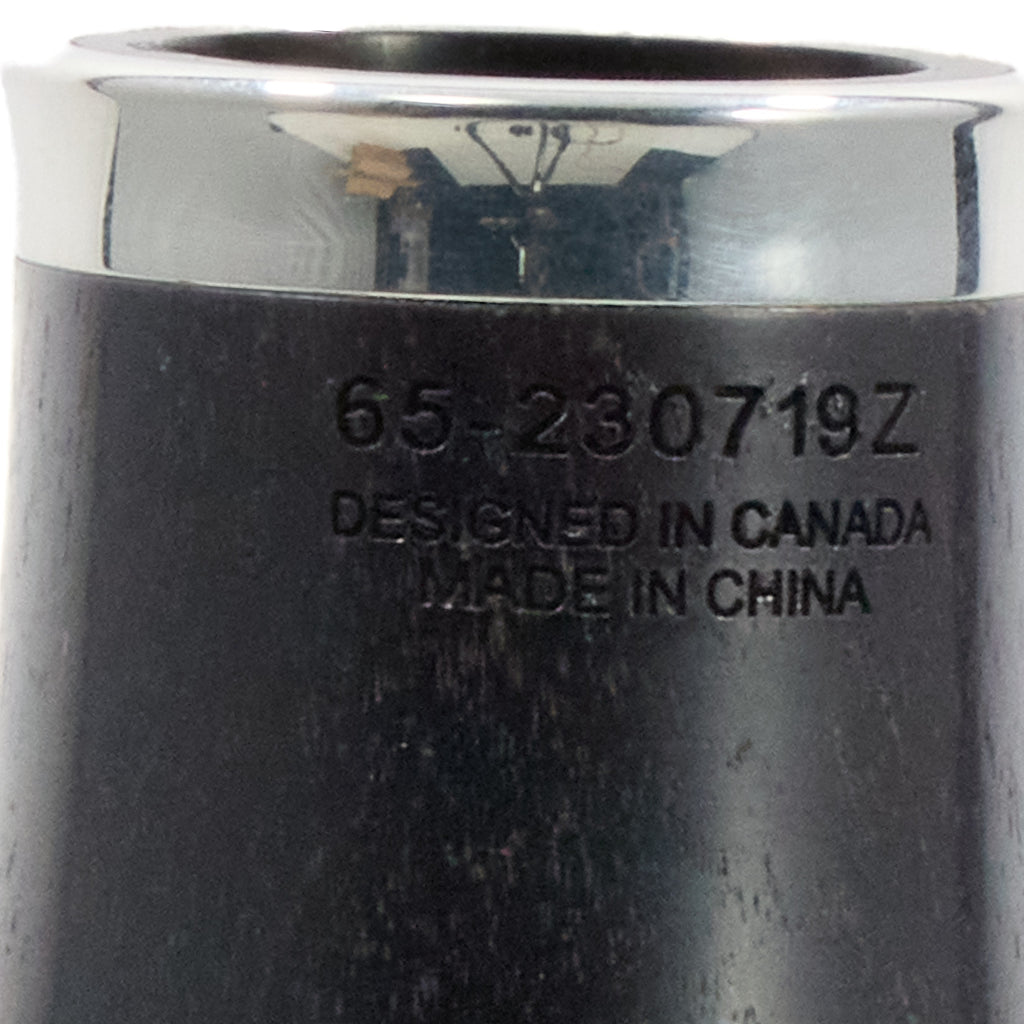 65-230719Z
DESIGNED IN CANADA
MADE IN CHINA